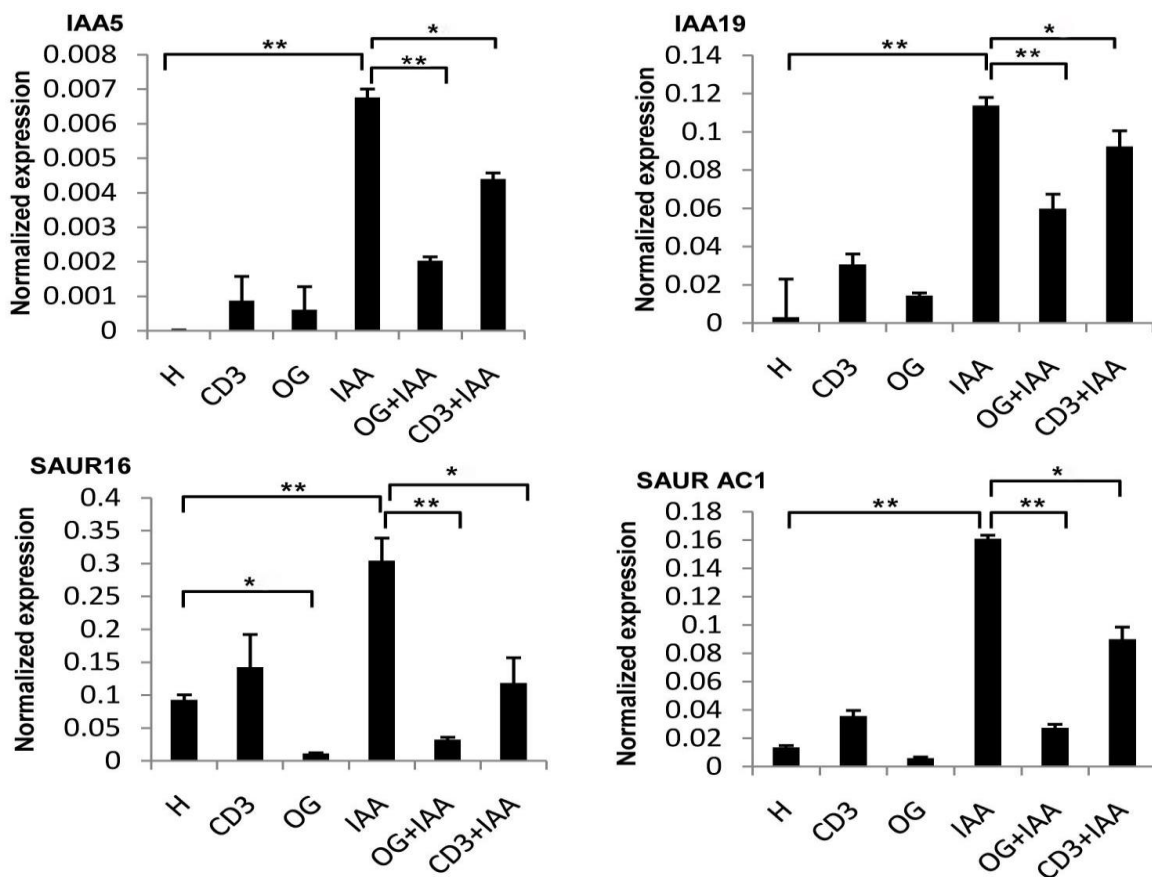 IAA5
Normalized expression
0.008
0.007
0.006
0.005
0.004
0.003
0.002
0.001
0
**
*
**
H
CD3
OG
IAA
OG+IAA
CD3+IAA
IAA19
Normalized expression
0.14
0.12
0.1
0.08
0.06
0.04
0.02
0
**
*
**
H
CD3
OG
IAA
OG+IAA
CD3+IAA
SAUR16
Normalized expression
0.4
0.35
0.3
0.25
0.2
0.15
0.1
0.05
0
**
*
**
*
H
CD3
OG
IAA
OG+IAA
CD3+IAA
SAUR AC1
Normalized expression
0.18
0.16
0.14
0.12
0.1
0.08
0.06
0.04
0.02
0
**
*
**
H
CD3
OG
IAA
OG+IAA
CD3+IAA